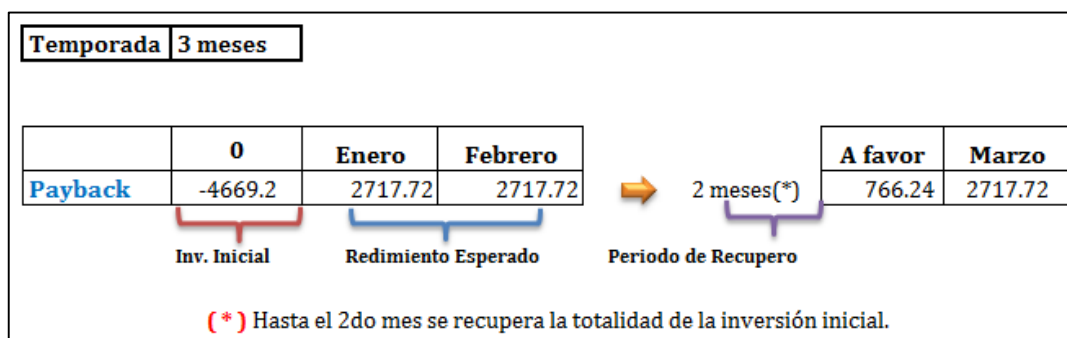 Temporada 3 meses
0 Enero Febrero A favor Marzo
Payback -4669.2 2717.72 2717.72 2 meses(*) 766.24 2717.72
Inv. Inicial Redimiento Esperado Periodo de Recupero
( * ) Hasta el 2do mes se recupera la totalidad de la inversión inicial.